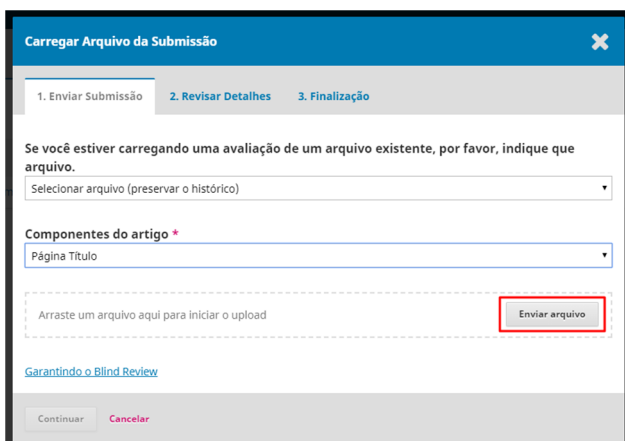 Carregar Arquivo da Submissão
1. Enviar Submissão
2. Revisar Detalhes
3. Finalização
Se você estiver carregando uma avaliação de um arquivo existente, por favor, indique que
arquivo.
Selecionar arquivo (preservar o histórico)
Componentes do artigo *
Página Título
Arraste um arquivo aqui para iniciar o upload
Enviar arquivo
Garantindo o Blind Review
Continuar
Cancelar